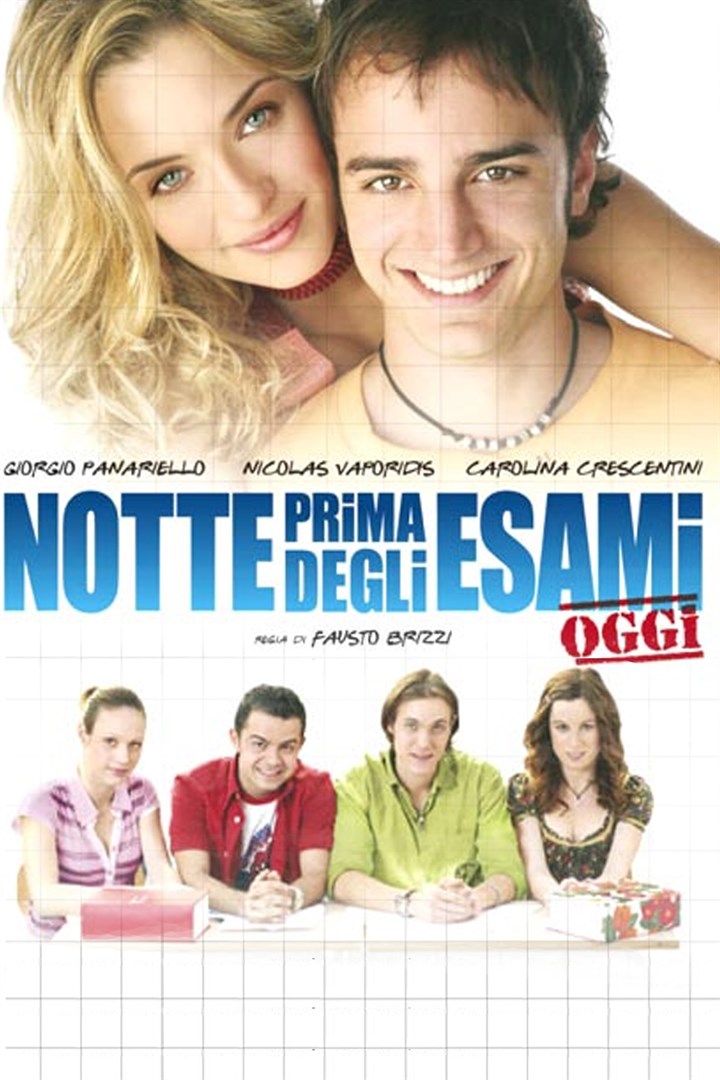 GIORGIO PANARIELLO NICOLAS VAPORIDIS CAROLINA CRESCENTINI
NOTTE PRiMA DEGLi ESAMi
OGGi
REGIA DI FAUSTO BRIZZI